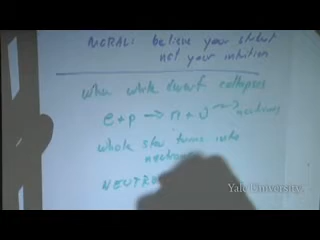 MORAL: believe your student
not your intuition
when white dwarf collapses
e + p → n + ν neutrinos
whole star turns into
neutrons
NEUTRO
Yale University.